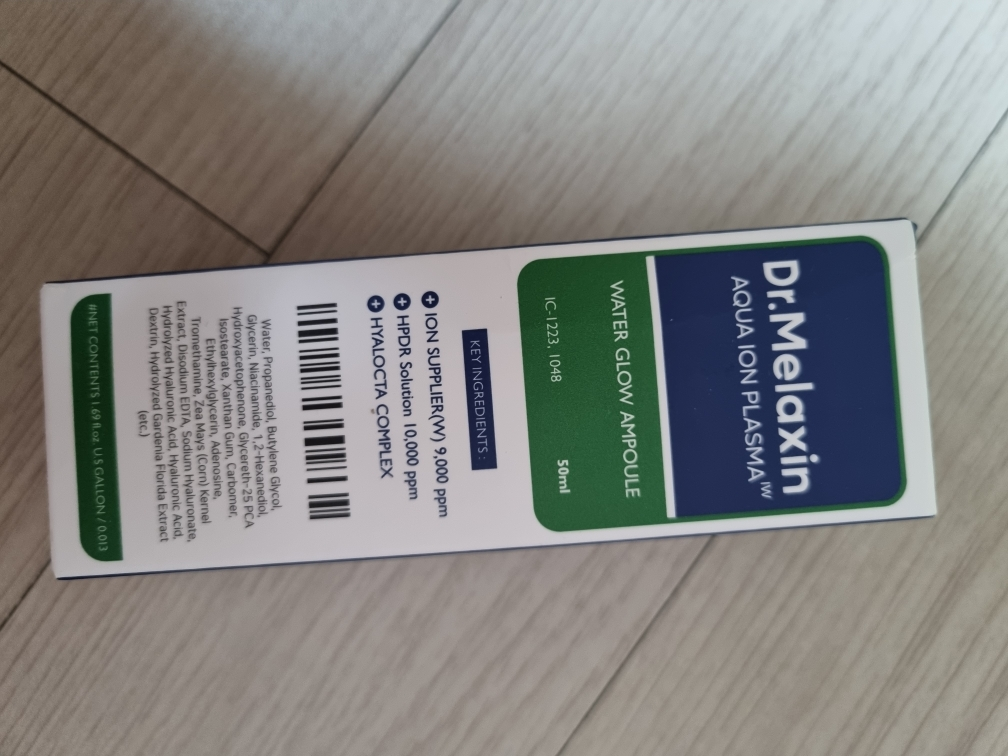 Dr.Melaxin
AQUA ION PLASMA IW
WATER GLOW AMPOULE
IC-1223, 1048
50ml
KEY INGREDIENTS :
+ ION SUPPLIER(W) 9,000 ppm
+ HPDR Solution 10,000 ppm
+ HYALOCTA COMPLEX
Water, Propanediol, Butylene Glycol,
Glycerin, Niacinamide, 1,2-Hexanediol,
Hydroxyacetophenone, Glycereth-25 PCA
Isostearate, Xanthan Gum, Carbomer,
Ethylhexylglycerin, Adenosine,
Tromethamine, Zea Mays (Corn) Kernel
Extract, Disodium EDTA, Sodium Hyaluronate,
Hydrolyzed Hyaluronic Acid, Hyaluronic Acid,
Dextrin, Hydrolyzed Gardenia Florida Extract
(etc.)
#NET CONTENTS 1.69 fl.oz. U.S GALLON / 0.013